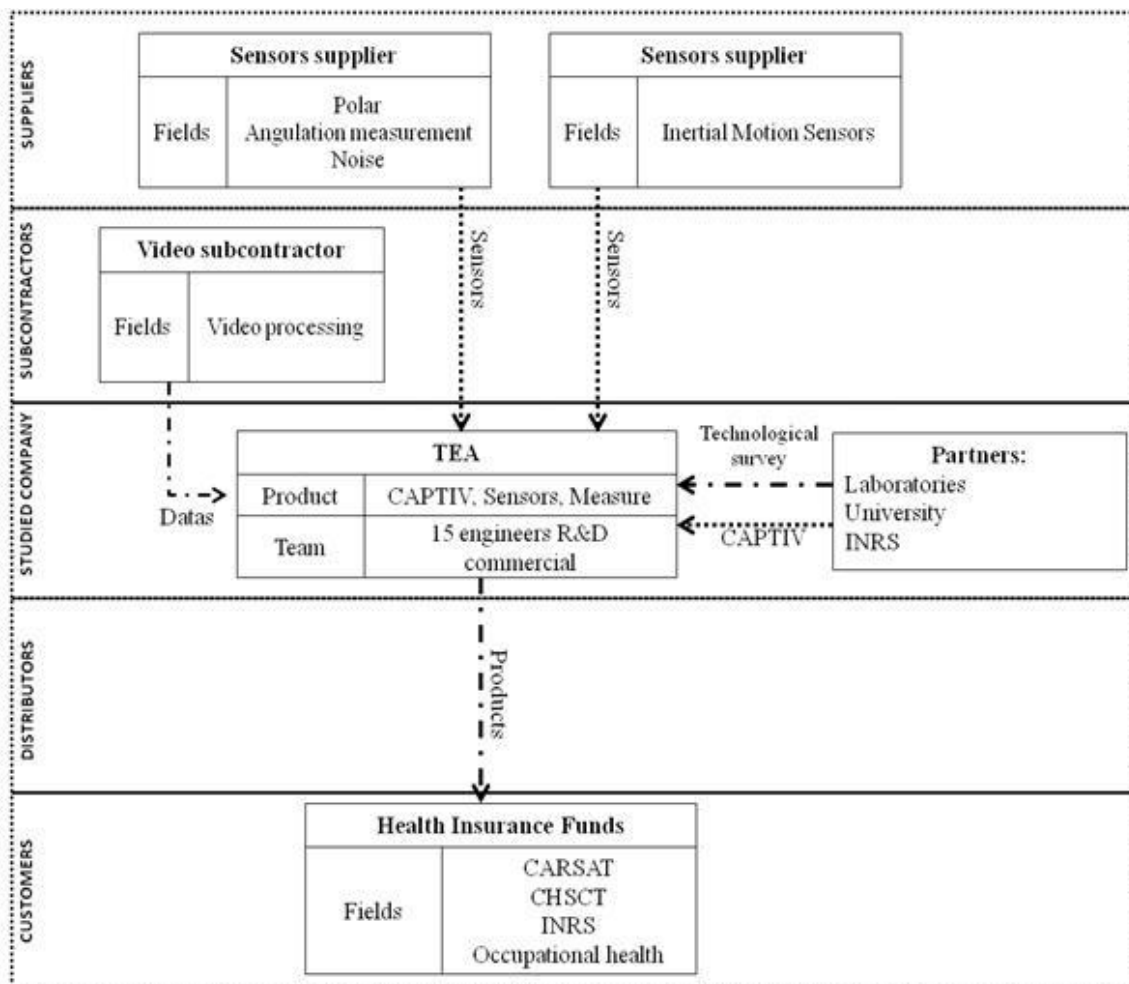 SUPPLIERS
Sensors supplier
Fields
Polar
Angulation measurement
Noise
Sensors supplier
Fields
Inertial Motion Sensors
SUBCONTRACTORS
Video subcontractor
Fields
Video processing
Sensors
Sensors
STUDIED COMPANY
Datas
TEA
Product
CAPTIV, Sensors, Measure
Team
15 engineers R&D
commercial
Technological
survey
CAPTIV
Partners:
Laboratories
University
INRS
DISTRIBUTORS
Products
CUSTOMERS
Health Insurance Funds
Fields
CARSAT
CHSCT
INRS
Occupational health